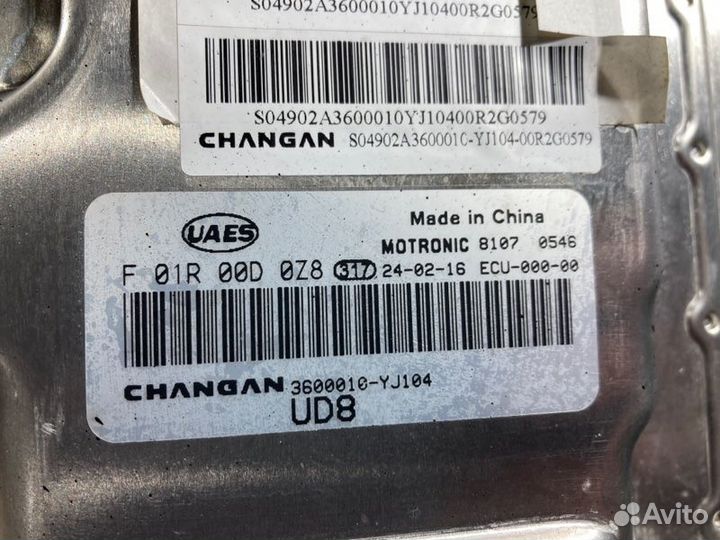 S04902A3600010YJ10400R2G0579
S04902A3600010YJ10400R2G0579
CHANGAN S04902A3600010-YJ104-00R2G0579
UAES
Made in China
MOTRONIC 8107 0546
F 01R 00D 0Z8 317 24-02-16 ECU-000-00
CHANGAN 3600010-YJ104
UD8
Avito